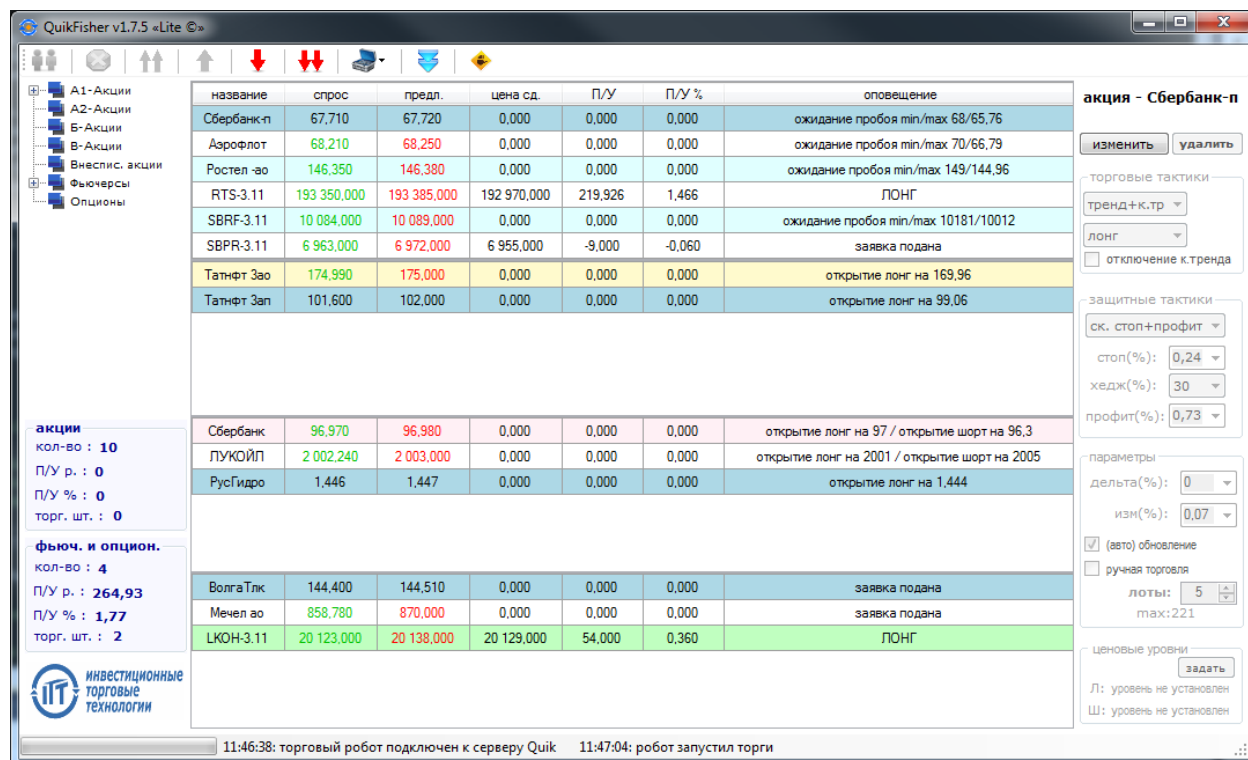 QuikFisher v1.7.5 «Lite ©»
А1-Акции
А2-Акции
Б-Акции
В-Акции
Внеспис. акции
Фьючерсы
Опционы
название спрос предл. цена сд. П/У П/У % оповещение
Сбербанк-п 67,710 67,720 0,000 0,000 0,000 ожидание пробоя min/max 68/65,76
Аэрофлот 68,210 68,250 0,000 0,000 0,000 ожидание пробоя min/max 70/66,79
Ростел -ао 146,350 146,380 0,000 0,000 0,000 ожидание пробоя min/max 149/144,96
RTS-3.11 193 350,000 193 385,000 192 970,000 219,926 1,466 ЛОНГ
SBRF-3.11 10 084,000 10 089,000 0,000 0,000 0,000 ожидание пробоя min/max 10181/10012
SBPR-3.11 6 963,000 6 972,000 6 955,000 -9,000 -0,060 заявка подана
Татнфт 3ао 174,990 175,000 0,000 0,000 0,000 открытие лонг на 169,96
Татнфт 3ап 101,600 102,000 0,000 0,000 0,000 открытие лонг на 99,06
Сбербанк 96,970 96,980 0,000 0,000 0,000 открытие лонг на 97 / открытие шорт на 96,3
ЛУКОЙЛ 2 002,240 2 003,000 0,000 0,000 0,000 открытие лонг на 2001 / открытие шорт на 2005
РусГидро 1,446 1,447 0,000 0,000 0,000 открытие лонг на 1,444
ВолгаТлк 144,400 144,510 0,000 0,000 0,000 заявка подана
Мечел ао 858,780 870,000 0,000 0,000 0,000 заявка подана
LKOH-3.11 20 123,000 20 138,000 20 129,000 54,000 0,360 ЛОНГ
акции
кол-во : 10
П/У р. : 0
П/У % : 0
торг. шт. : 0
фьюч. и опцион.
кол-во : 4
П/У р. : 264,93
П/У % : 1,77
торг. шт. : 2
ИТТ
ИНВЕСТИЦИОННЫЕ
ТОРГОВЫЕ
ТЕХНОЛОГИИ
акция - Сбербанк-п
изменить удалить
торговые тактики
тренд+к.тр
лонг
отключение к.тренда
защитные тактики
ск. стоп+профит
стоп(%): 0,24
хедж(%): 30
профит(%): 0,73
параметры
дельта(%): 0
изм(%): 0,07
(авто) обновление
ручная торговля
лоты: 5
max:221
ценовые уровни
задать
Л: уровень не установлен
Ш: уровень не установлен
11:46:38: торговый робот подключен к серверу Quik 11:47:04: робот запустил торги